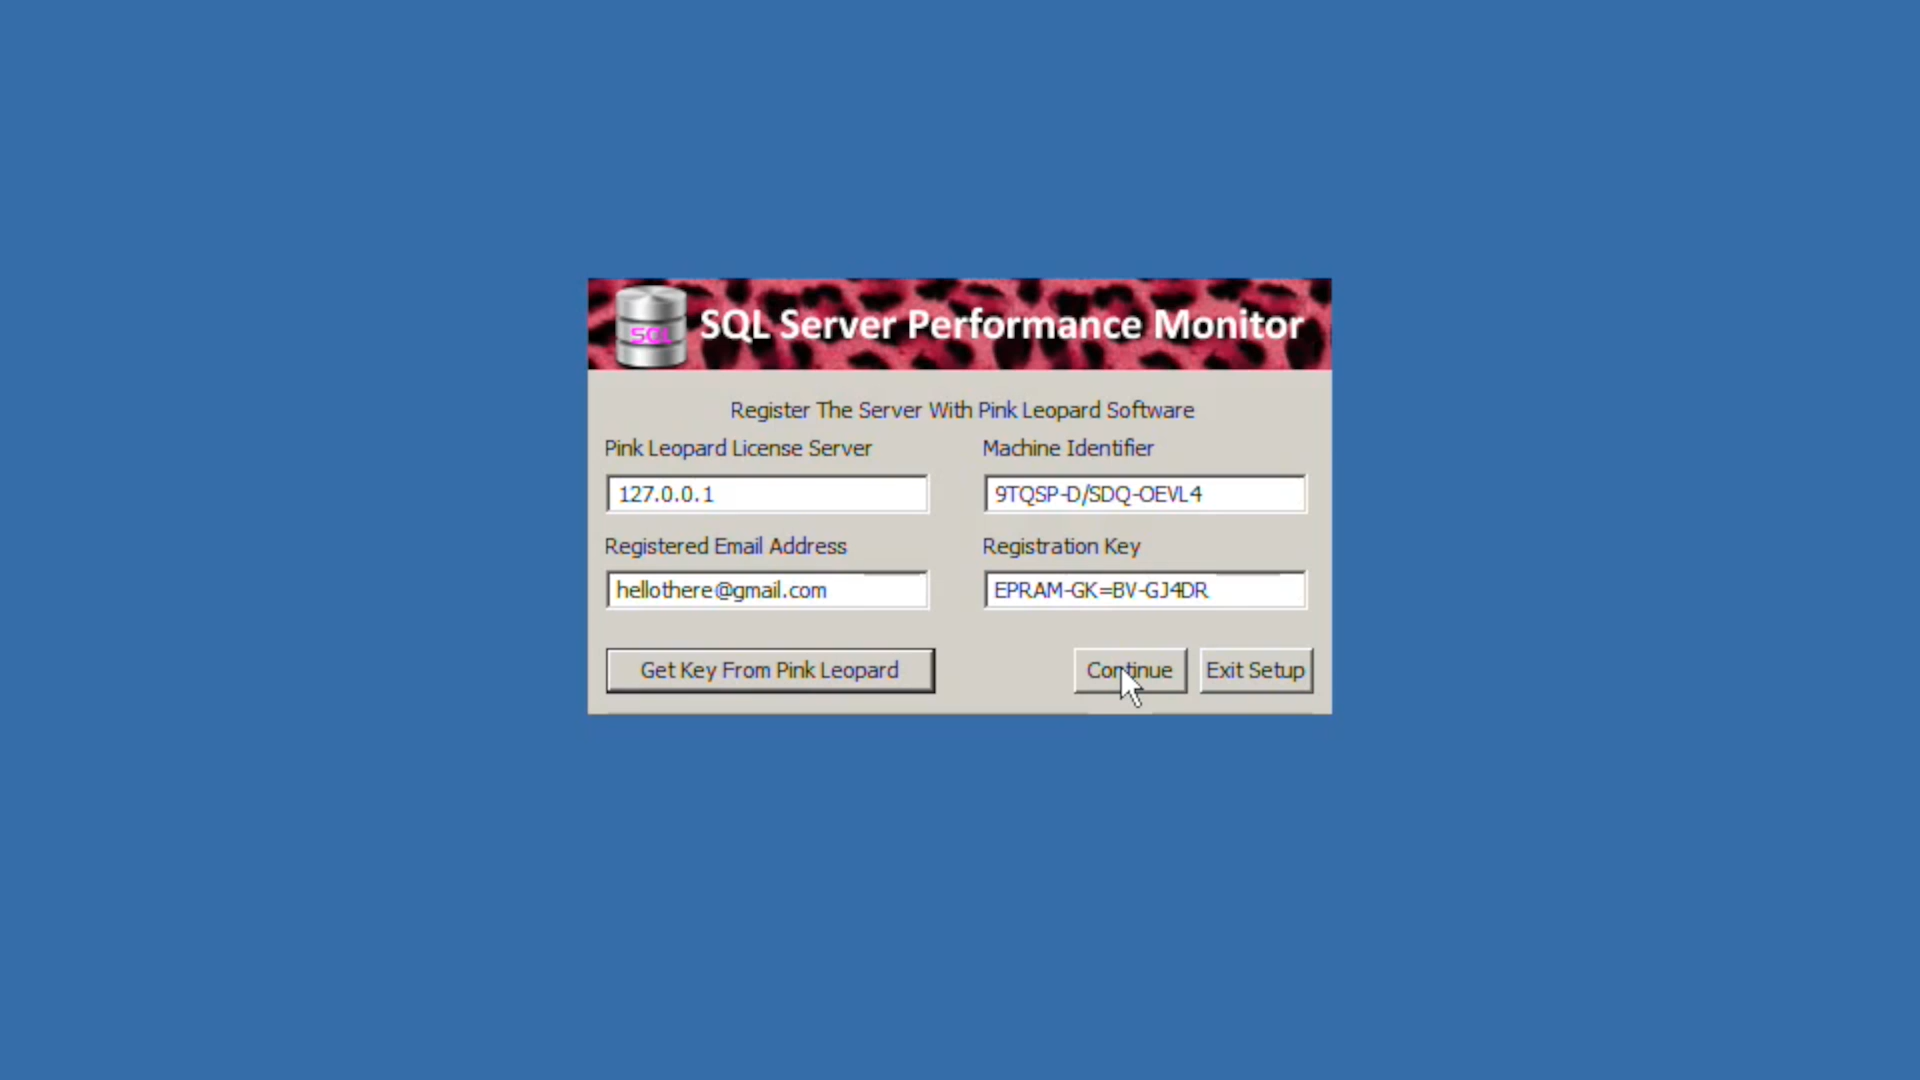 SQL
SQL Server Performance Monitor
Register The Server With Pink Leopard Software
Pink Leopard License Server
Machine Identifier
127.0.0.1
9TQSP-D/SDQ-OEVL4
Registered Email Address
Registration Key
hellothere@gmail.com
EPRAM-GK=BV-GJ4DR
Get Key From Pink Leopard
Continue
Exit Setup